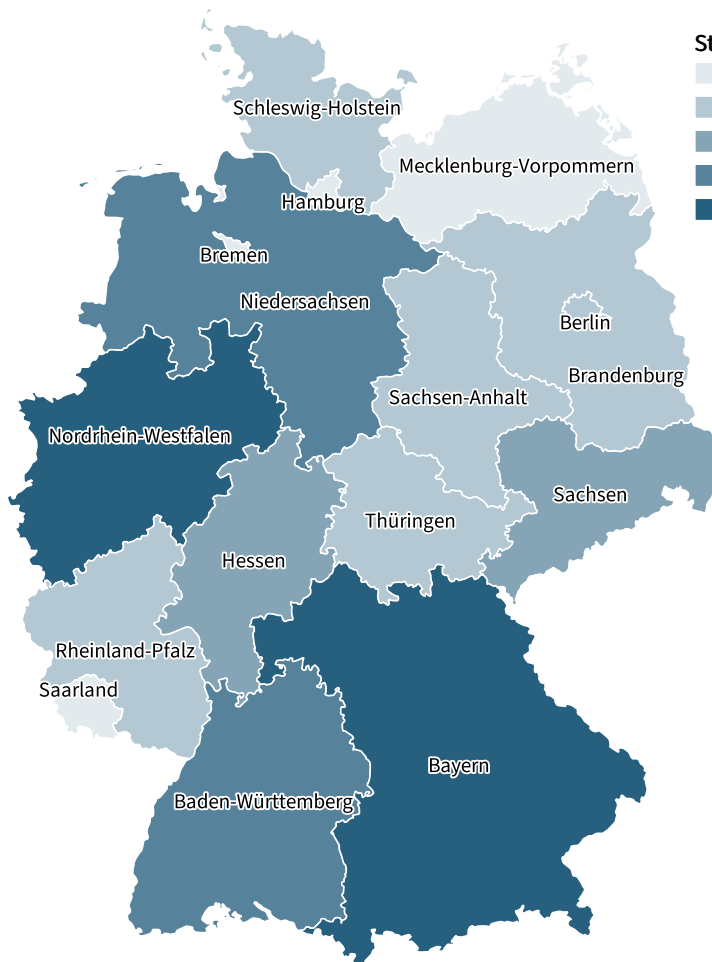 St
Schleswig-Holstein
Mecklenburg-Vorpommern
Hamburg
Bremen
Niedersachsen
Berlin
Brandenburg
Sachsen-Anhalt
Nordrhein-Westfalen
Sachsen
Thüringen
Hessen
Rheinland-Pfalz
Saarland
Bayern
Baden-Württemberg